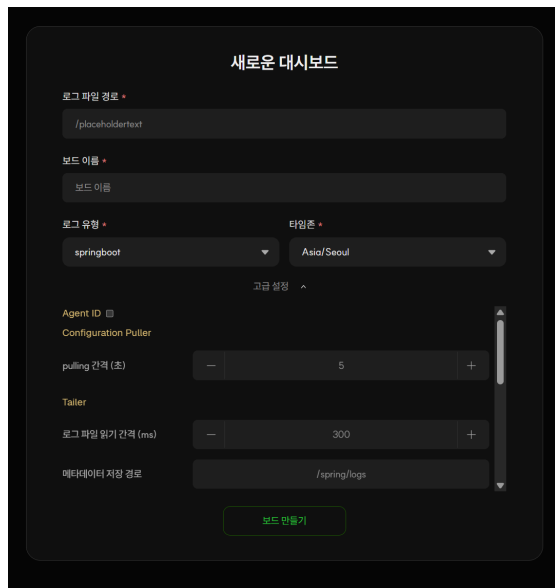 새로운 대시보드
로그 파일 경로 *
/placeholdertext
보드 이름 *
보드 이름
로그 유형 * 타임존 *
springboot Asia/Seoul
고급 설정
Agent ID
Configuration Puller
pulling 간격 (초) — 5 +
Tailer
로그 파일 읽기 간격 (ms) — 300 +
메타데이터 저장 경로 /spring/logs
보드 만들기